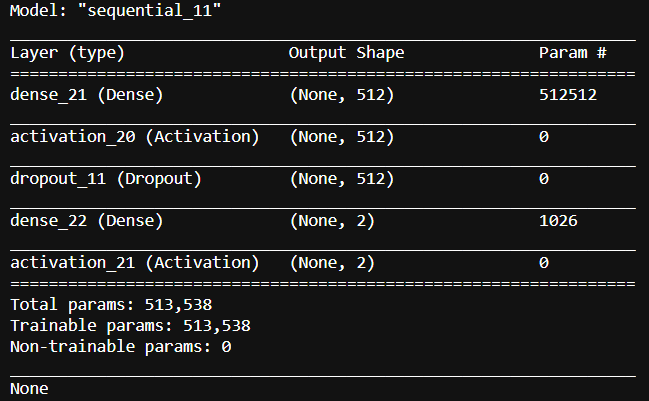 Model: "sequential_11"
_________________________________________________________________
Layer (type)                 Output Shape              Param #
=================================================================
dense_21 (Dense)             (None, 512)               512512
_________________________________________________________________
activation_20 (Activation)   (None, 512)               0
_________________________________________________________________
dropout_11 (Dropout)         (None, 512)               0
_________________________________________________________________
dense_22 (Dense)             (None, 2)                 1026
_________________________________________________________________
activation_21 (Activation)   (None, 2)                 0
=================================================================
Total params: 513,538
Trainable params: 513,538
Non-trainable params: 0
_________________________________________________________________
None